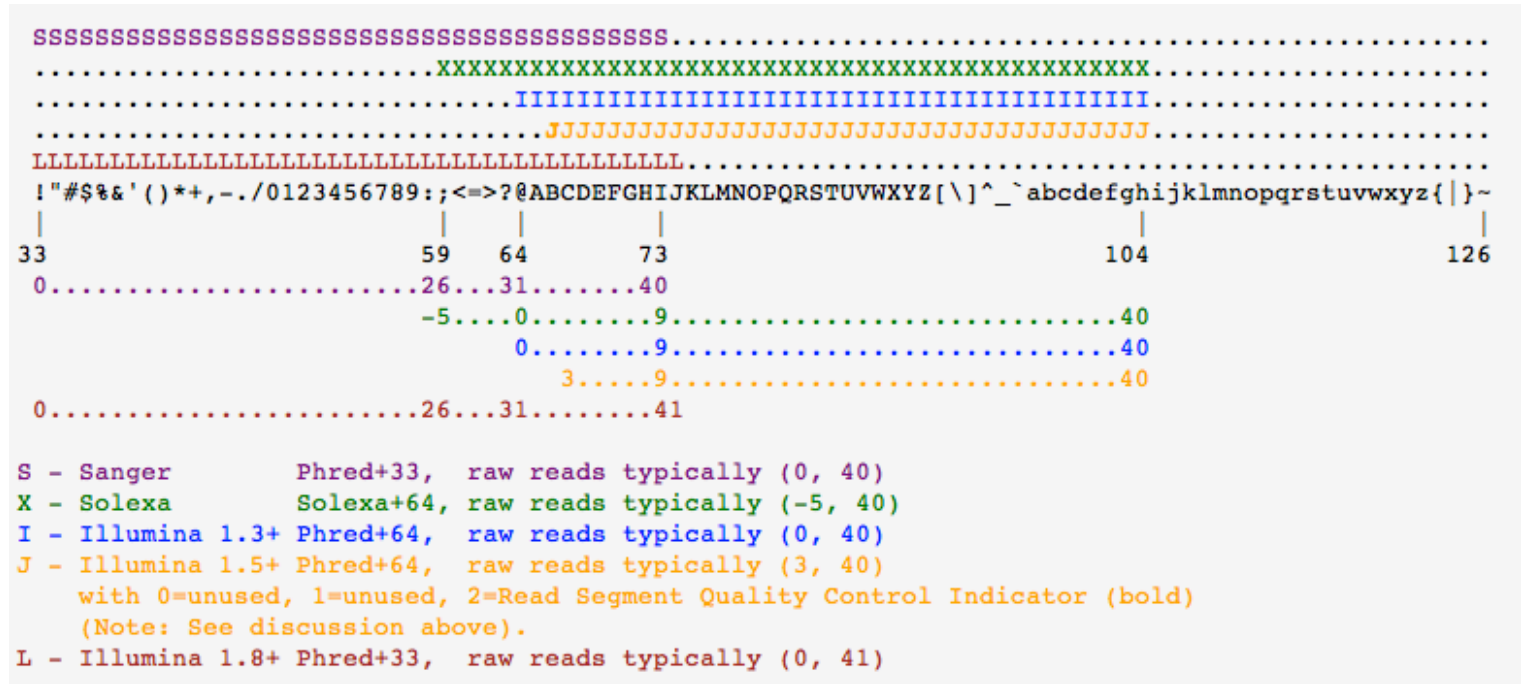 SSSSSSSSSSSSSSSSSSSSSSSSSSSSSSSSSSSSSSSSS.....................................................
..........................XXXXXXXXXXXXXXXXXXXXXXXXXXXXXXXXXXXXXXXXXXXXXX......................
...............................IIIIIIIIIIIIIIIIIIIIIIIIIIIIIIIIIIIIIIIII......................
.................................JJJJJJJJJJJJJJJJJJJJJJJJJJJJJJJJJJJJJJJ......................
LLLLLLLLLLLLLLLLLLLLLLLLLLLLLLLLLLLLLLLLLL....................................................
!"#$%&'()*+,-./0123456789:;<=>?@ABCDEFGHIJKLMNOPQRSTUVWXYZ[\]^_`abcdefghijklmnopqrstuvwxyz{|}~
| | | | | |
33 59 64 73 104 126
0........................26...31.......40
-5....0........9.............................40
0........9.............................40
3.....9.............................40
0........................26...31........41
S - Sanger Phred+33, raw reads typically (0, 40)
X - Solexa Solexa+64, raw reads typically (-5, 40)
I - Illumina 1.3+ Phred+64, raw reads typically (0, 40)
J - Illumina 1.5+ Phred+64, raw reads typically (3, 40)
with 0=unused, 1=unused, 2=Read Segment Quality Control Indicator (bold)
(Note: See discussion above).
L - Illumina 1.8+ Phred+33, raw reads typically (0, 41)